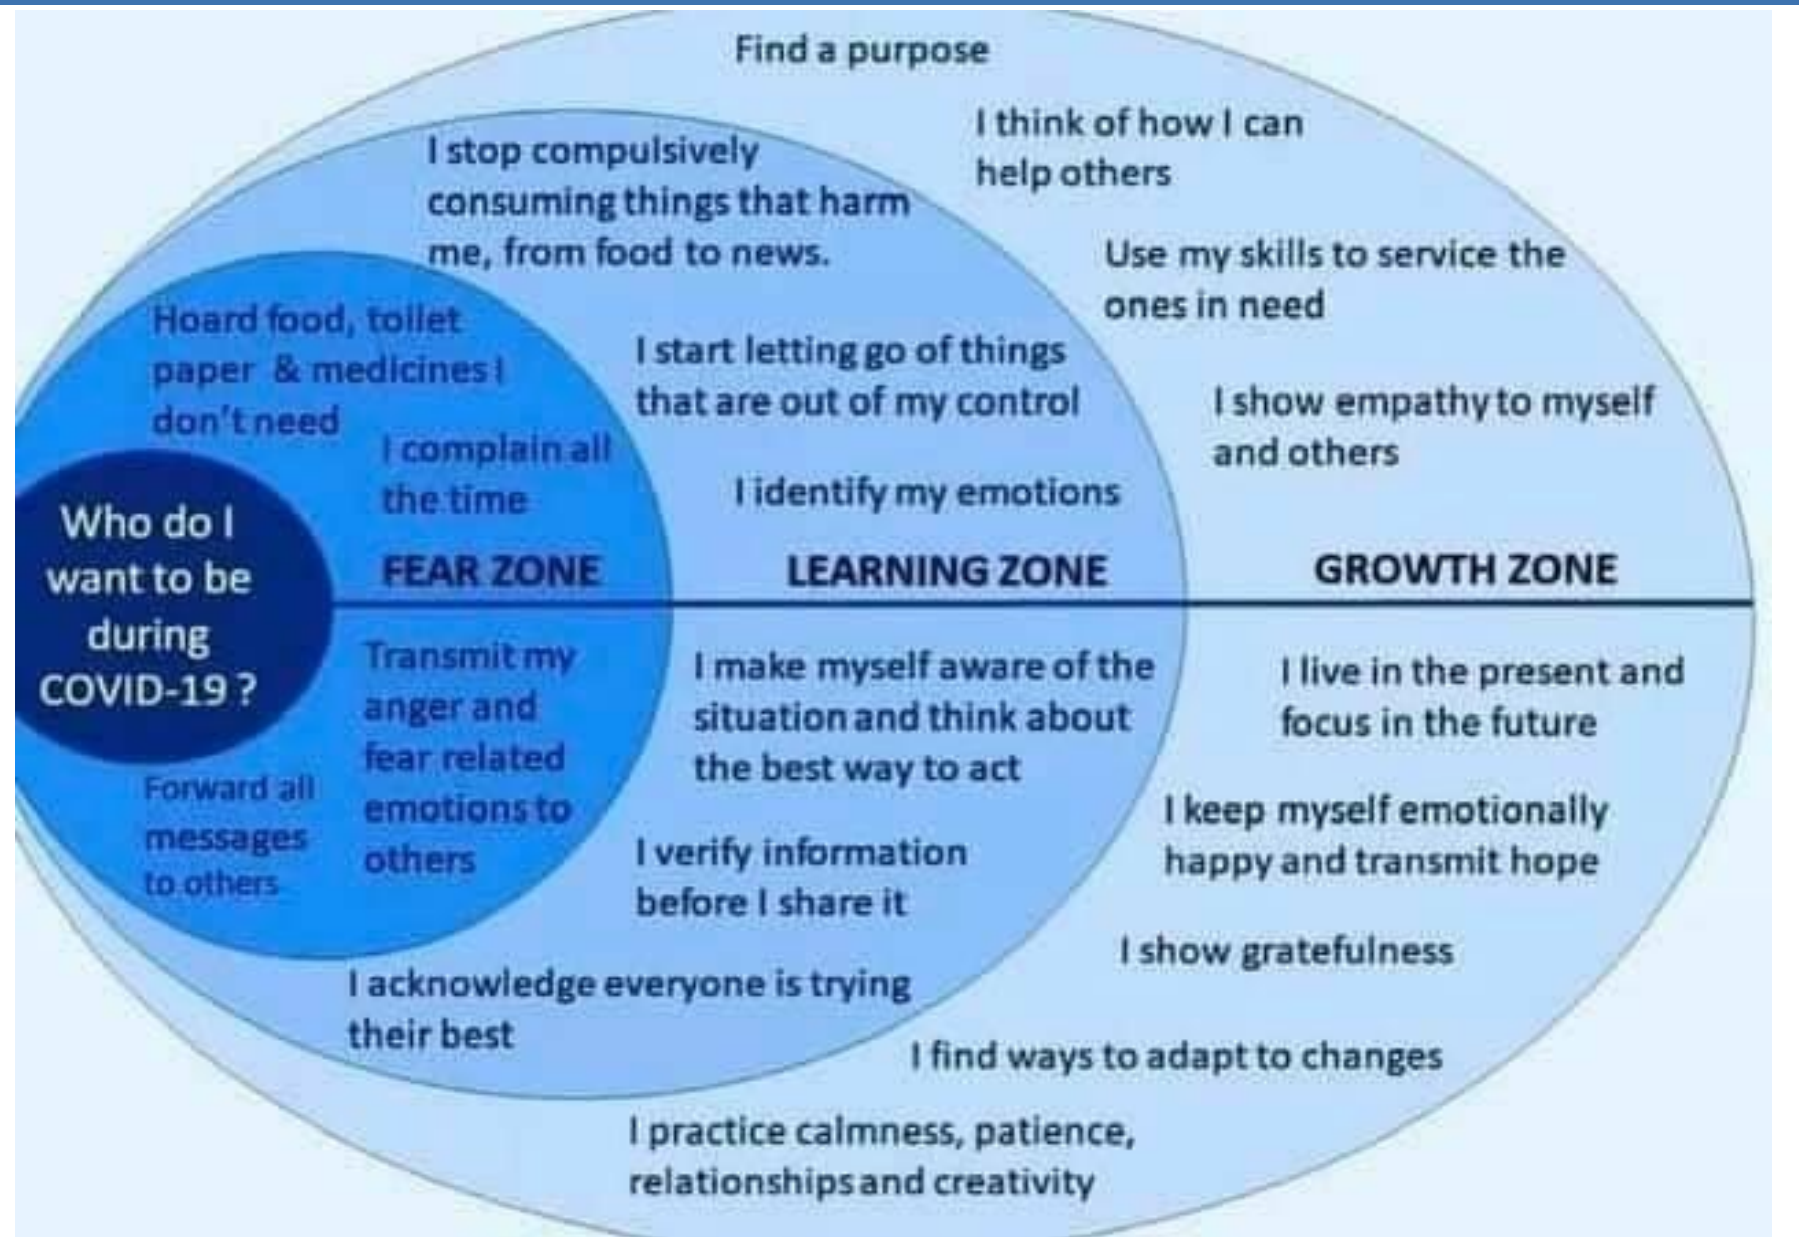 Find a purpose
I think of how I can
help others
I stop compulsively
consuming things that harm
me, from food to news.
Use my skills to service the
ones in need
Hoard food, toilet
paper & medicines I
don't need
I start letting go of things
that are out of my control
I show empathy to myself
and others
I complain all
the time
I identify my emotions
Who do I
want to be
during
COVID-19 ?
FEAR ZONE
LEARNING ZONE
GROWTH ZONE
Transmit my
anger and
fear related
emotions to
others
I make myself aware of the
situation and think about
the best way to act
I live in the present and
focus in the future
Forward all
messages
to others
I verify information
before I share it
I keep myself emotionally
happy and transmit hope
I show gratefulness
I acknowledge everyone is trying
their best
I find ways to adapt to changes
I practice calmness, patience,
relationships and creativity